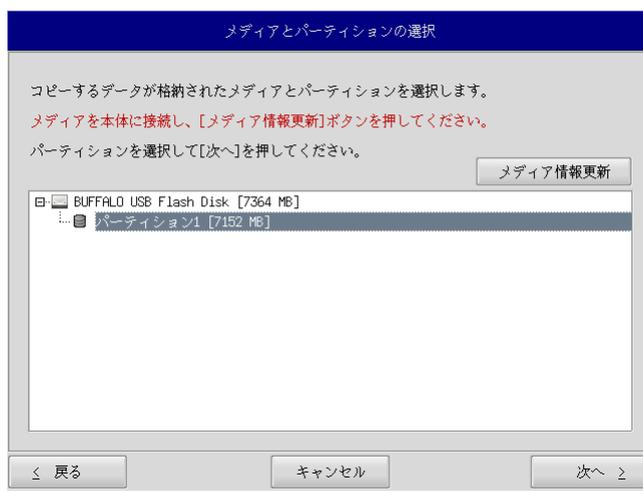 メディアとパーティションの選択
コピーするデータが格納されたメディアとパーティションを選択します。
メディアを本体に接続し、[メディア情報更新]ボタンを押してください。
パーティションを選択して[次へ]を押してください。
メディア情報更新
BUFFALO USB Flash Disk [7364 MB]
パーティション1 [7152 MB]
≤ 戻る
キャンセル
次へ ≥